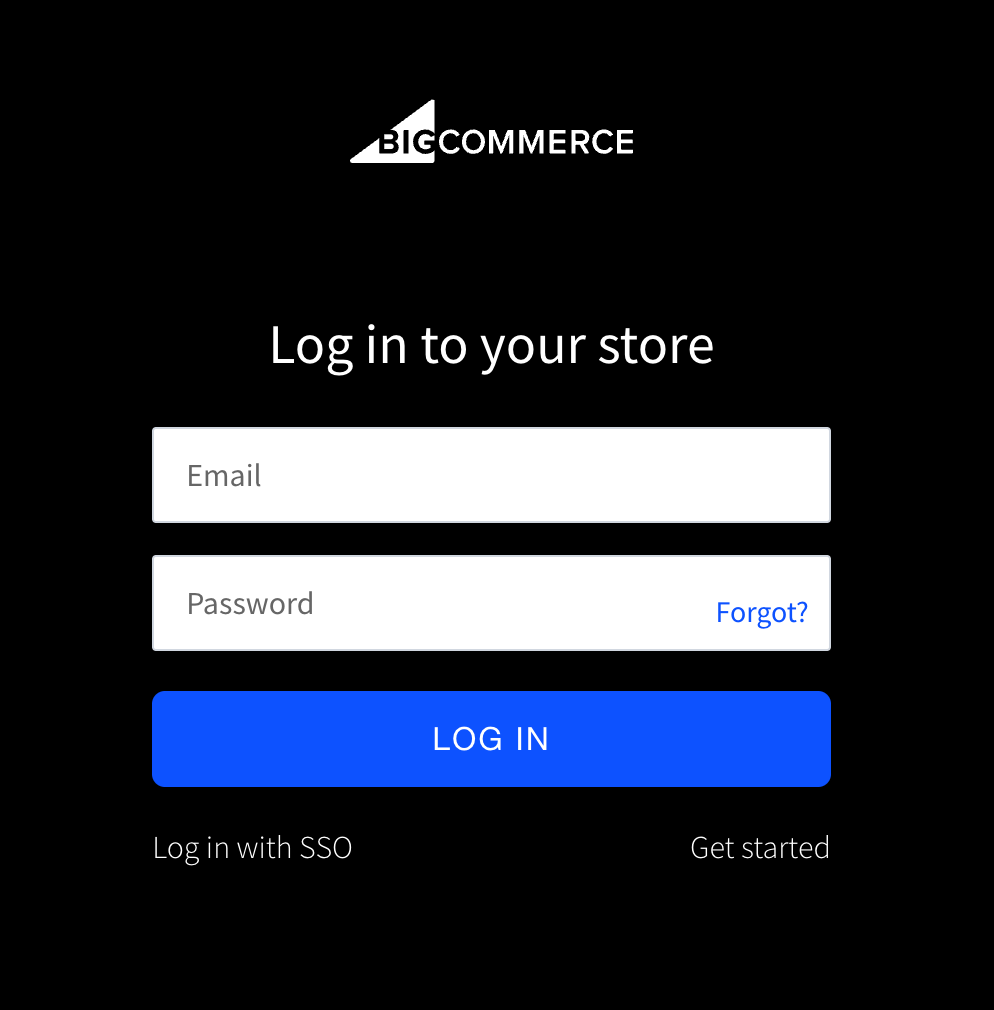 BIGCOMMERCE
Log in to your store
Email
Password
Forgot?
LOG IN
Log in with SSO
Get started